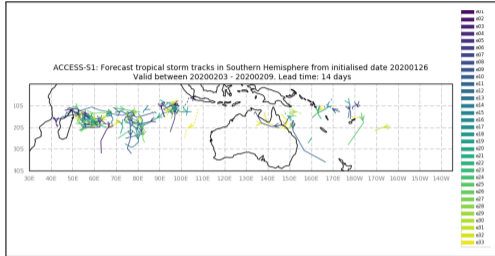 ACCESS-S1: Forecast tropical storm tracks in Southern Hemisphere from initialised date 20200126
Valid between 20200203 - 20200209. Lead time: 14 days
10S
20S
30S
30E 40E 50E 60E 70E 80E 90E 100E 110E 120E 130E 140E 150E 160E 170E 180W 170W 160W 150W 140W
e01
e02
e03
e04
e05
e06
e07
e08
e09
e10
e11
e12
e13
e14
e15
e16
e17
e18
e19
e20
e21
e22
e23
e24
e25
e26
e27
e28
e29
e30
e31
e32
e33